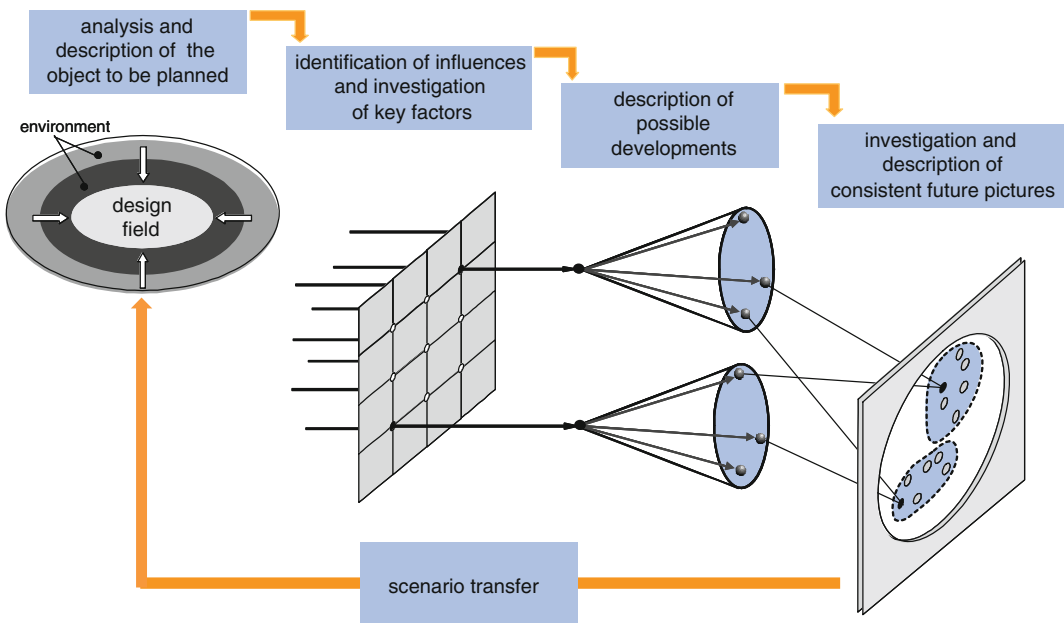 analysis and
description of the
object to be planned
identification of influences
and investigation
of key factors
description of
possible
developments
investigation and
description of
consistent future pictures
environment
design
field
scenario transfer